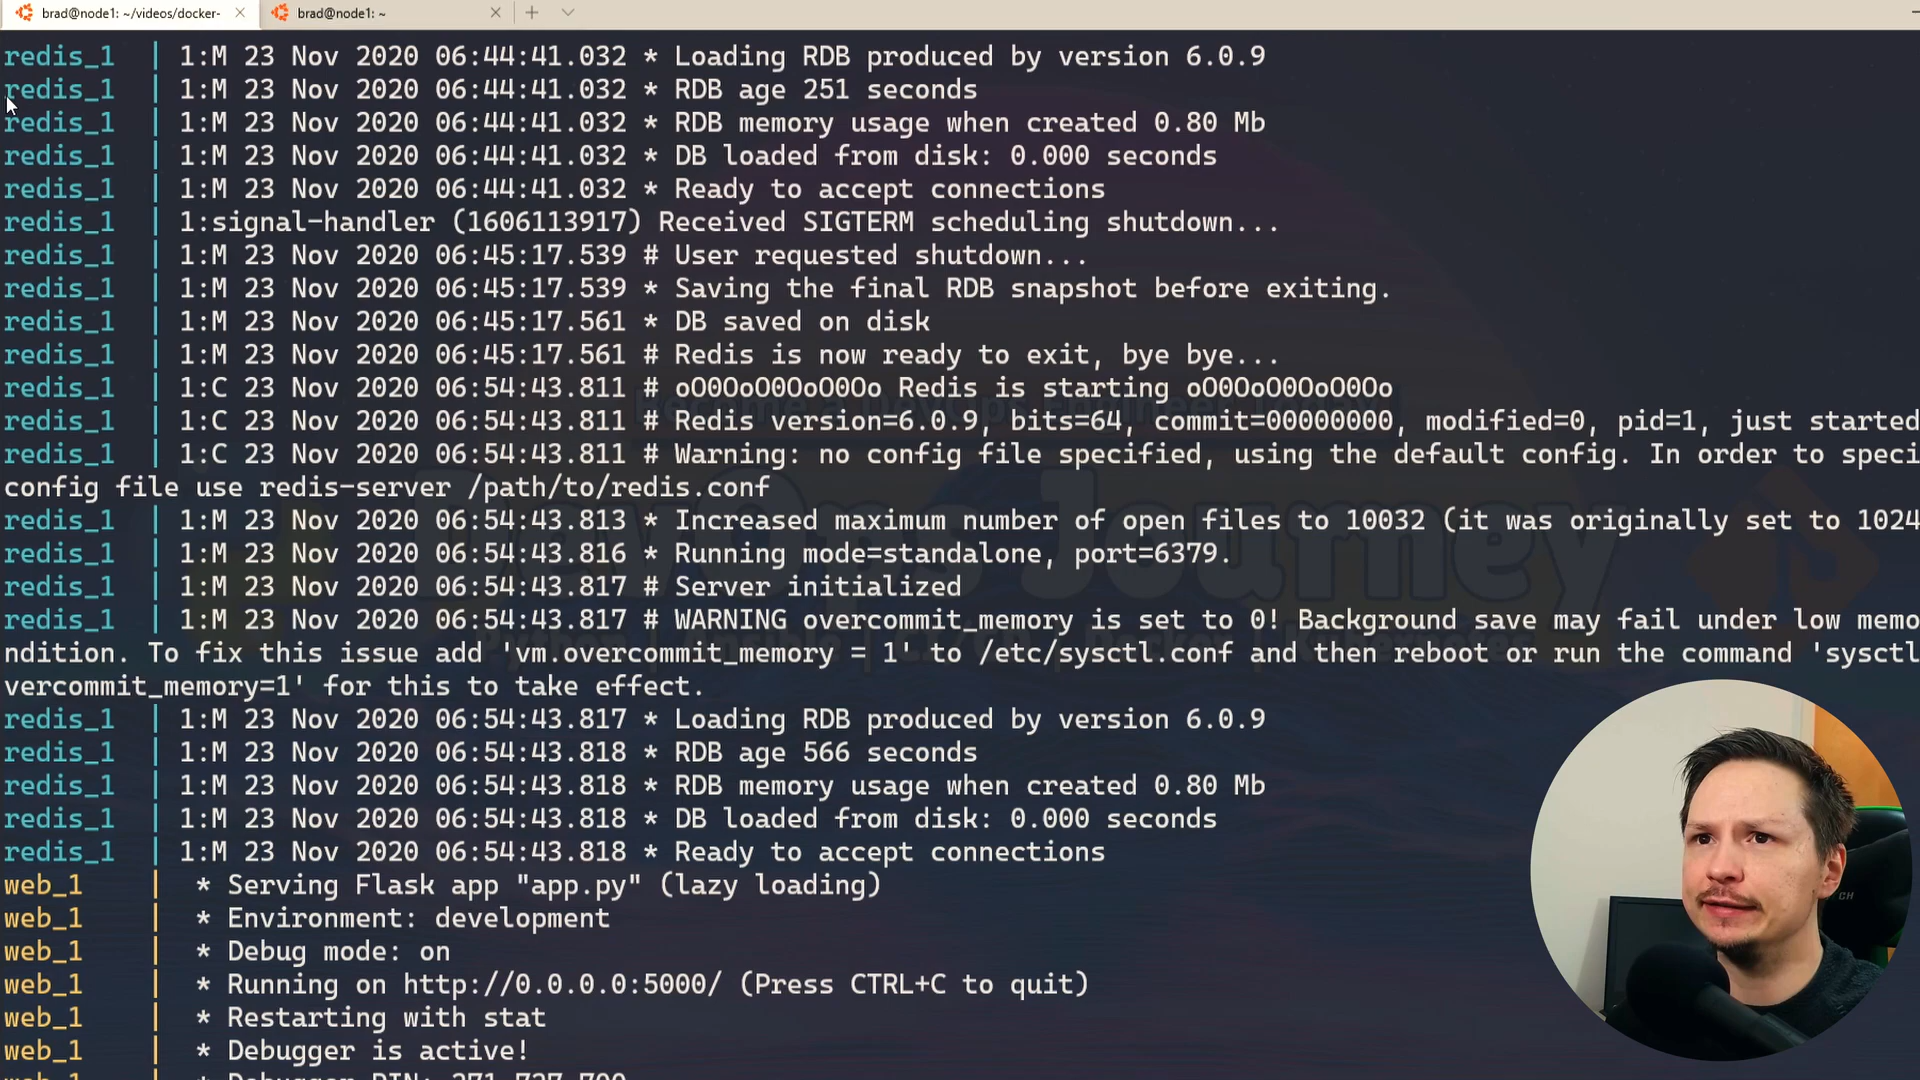 brad@node1: ~/videos/docker-
brad@node1: ~
redis_1 | 1:M 23 Nov 2020 06:44:41.032 * Loading RDB produced by version 6.0.9
redis_1 | 1:M 23 Nov 2020 06:44:41.032 * RDB age 251 seconds
redis_1 | 1:M 23 Nov 2020 06:44:41.032 * RDB memory usage when created 0.80 Mb
redis_1 | 1:M 23 Nov 2020 06:44:41.032 * DB loaded from disk: 0.000 seconds
redis_1 | 1:M 23 Nov 2020 06:44:41.032 * Ready to accept connections
redis_1 | 1:signal-handler (1606113917) Received SIGTERM scheduling shutdown...
redis_1 | 1:M 23 Nov 2020 06:45:17.539 # User requested shutdown...
redis_1 | 1:M 23 Nov 2020 06:45:17.539 * Saving the final RDB snapshot before exiting.
redis_1 | 1:M 23 Nov 2020 06:45:17.561 * DB saved on disk
redis_1 | 1:M 23 Nov 2020 06:45:17.561 # Redis is now ready to exit, bye bye...
redis_1 | 1:C 23 Nov 2020 06:54:43.811 # oO0OoO0OoO0Oo Redis is starting oO0OoO0OoO0Oo
redis_1 | 1:C 23 Nov 2020 06:54:43.811 # Redis version=6.0.9, bits=64, commit=00000000, modified=0, pid=1, just started
redis_1 | 1:C 23 Nov 2020 06:54:43.811 # Warning: no config file specified, using the default config. In order to speci
config file use redis-server /path/to/redis.conf
redis_1 | 1:M 23 Nov 2020 06:54:43.813 * Increased maximum number of open files to 10032 (it was originally set to 1024
redis_1 | 1:M 23 Nov 2020 06:54:43.816 * Running mode=standalone, port=6379.
redis_1 | 1:M 23 Nov 2020 06:54:43.817 # Server initialized
redis_1 | 1:M 23 Nov 2020 06:54:43.817 # WARNING overcommit_memory is set to 0! Background save may fail under low memo
ndition. To fix this issue add 'vm.overcommit_memory = 1' to /etc/sysctl.conf and then reboot or run the command 'sysctl
vercommit_memory=1' for this to take effect.
redis_1 | 1:M 23 Nov 2020 06:54:43.817 * Loading RDB produced by version 6.0.9
redis_1 | 1:M 23 Nov 2020 06:54:43.818 * RDB age 566 seconds
redis_1 | 1:M 23 Nov 2020 06:54:43.818 * RDB memory usage when created 0.80 Mb
redis_1 | 1:M 23 Nov 2020 06:54:43.818 * DB loaded from disk: 0.000 seconds
redis_1 | 1:M 23 Nov 2020 06:54:43.818 * Ready to accept connections
web_1 | * Serving Flask app "app.py" (lazy loading)
web_1 | * Environment: development
web_1 | * Debug mode: on
web_1 | * Running on http://0.0.0.0:5000/ (Press CTRL+C to quit)
web_1 | * Restarting with stat
web_1 | * Debugger is active!
DevOps Journey